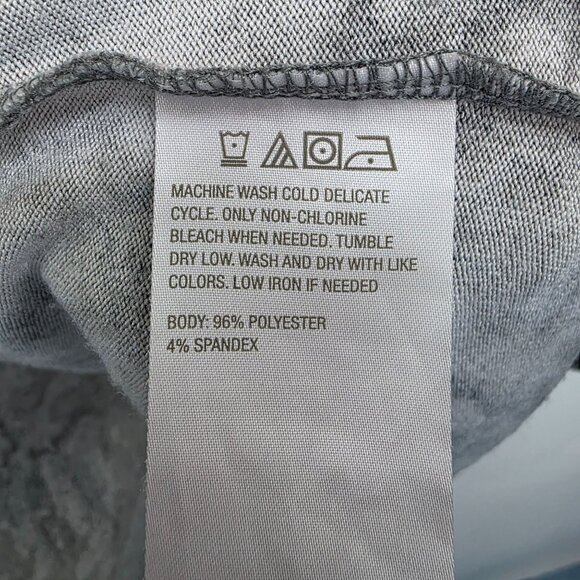 MACHINE WASH COLD DELICATE
CYCLE. ONLY NON-CHLORINE
BLEACH WHEN NEEDED. TUMBLE
DRY LOW. WASH AND DRY WITH LIKE
COLORS. LOW IRON IF NEEDED
BODY: 96% POLYESTER
4% SPANDEX